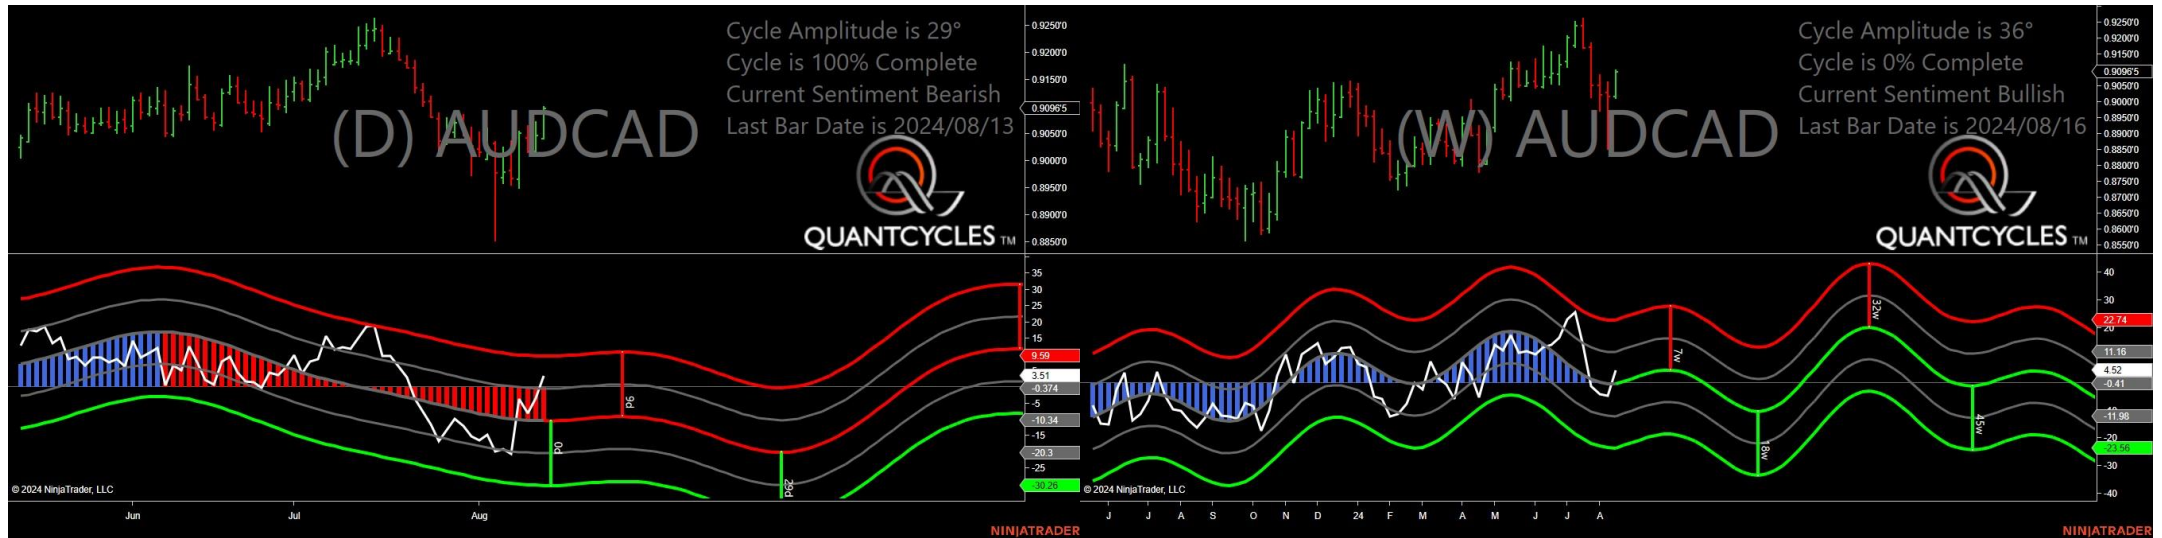 Cycle Amplitude is 29°
Cycle is 100% Complete
Current Sentiment Bearish
Last Bar Date is 2024/08/13
(D) AUDCAD
QUANTCYCLES TM
0.9250'0
0.9200'0
0.9150'0
0.9096'5
0.9050'0
0.9000'0
0.8950'0
0.8900'0
0.8850'0
35
30
25
20
15
9.59
3.51
-0.374
-5
-10.34
-15
-20.3
-25
-30.26
9d
0d
29d
© 2024 NinjaTrader, LLC
Jun
Jul
Aug
NINJATRADER
Cycle Amplitude is 36°
Cycle is 0% Complete
Current Sentiment Bullish
Last Bar Date is 2024/08/16
(W) AUDCAD
QUANTCYCLES TM
0.9250'0
0.9200'0
0.9150'0
0.9096'5
0.9050'0
0.9000'0
0.8950'0
0.8900'0
0.8850'0
0.8800'0
0.8750'0
0.8700'0
0.8650'0
0.8600'0
0.8550'0
40
30
22.74
20
11.16
4.52
-0.41
-11.98
-20
-23.56
-30
-40
7w
18w
32w
45w
© 2024 NinjaTrader, LLC
J
J
A
S
O
N
D
24
F
M
A
M
J
J
A
NINJATRADER